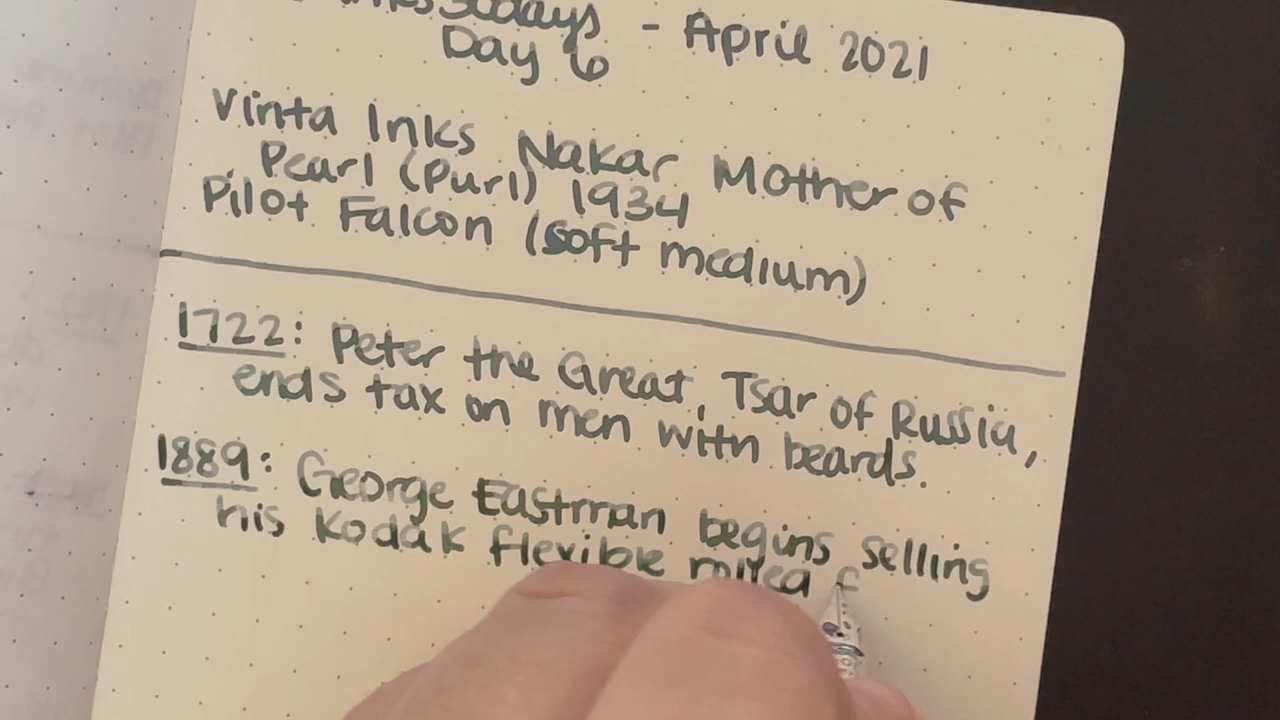 - April 2021
Day 6
Vinta Inks Nakar Mother of
Pearl (Purl) 1934
Pilot Falcon (soft medium)
1722: Peter the Great, Tsar of Russia,
ends tax on men with beards.
1889: George Eastman begins selling
his Kodak flexible rolled f